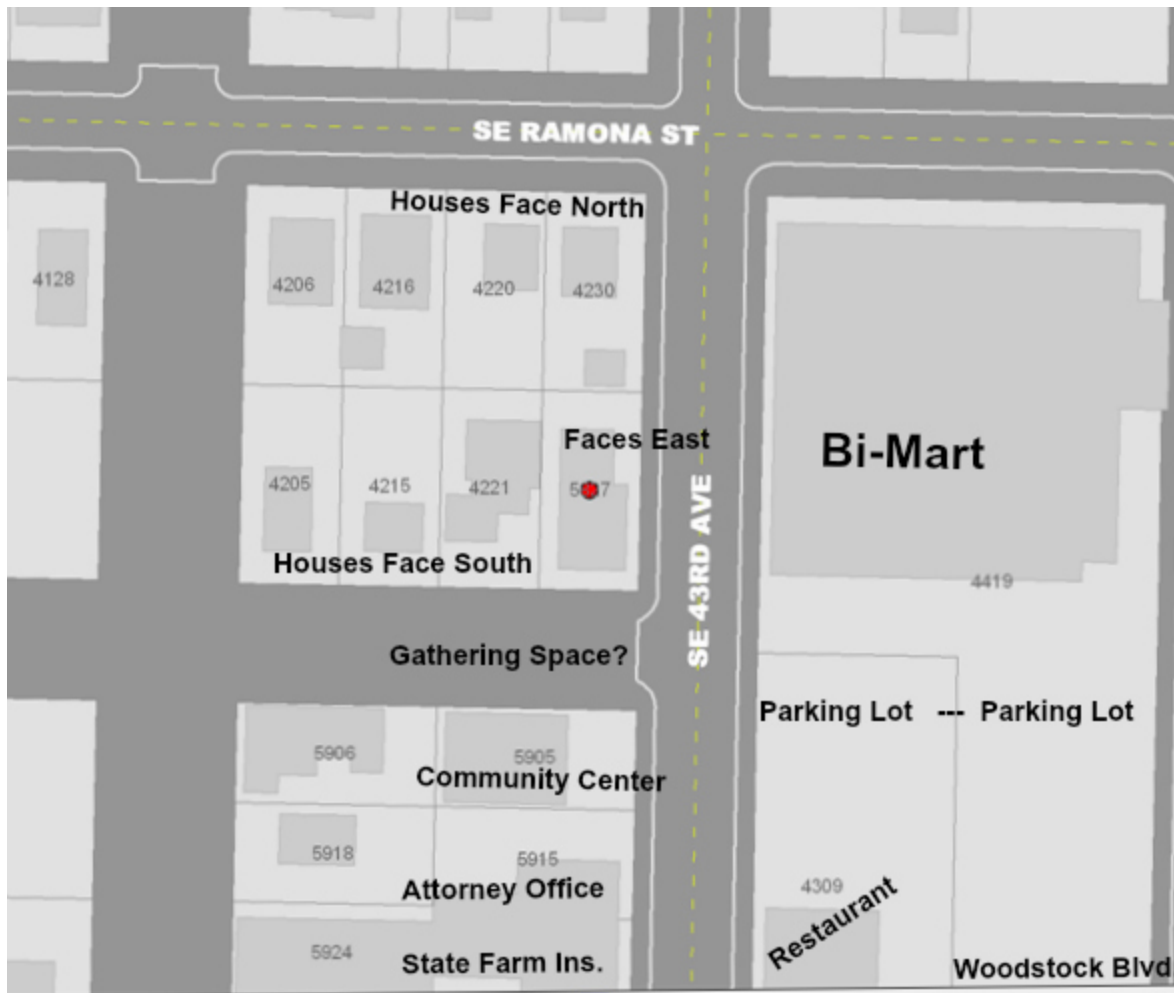 SE RAMONA ST
Houses Face North
4128
4206
4216
4220
4230
Faces East
Bi-Mart
4205
4215
4221
SE 43RD AVE
Houses Face South
4419
Gathering Space?
Parking Lot --- Parking Lot
5906
5905
Community Center
5918
5915
Attorney Office
4309
Restaurant
5924
State Farm Ins.
Woodstock Blvd